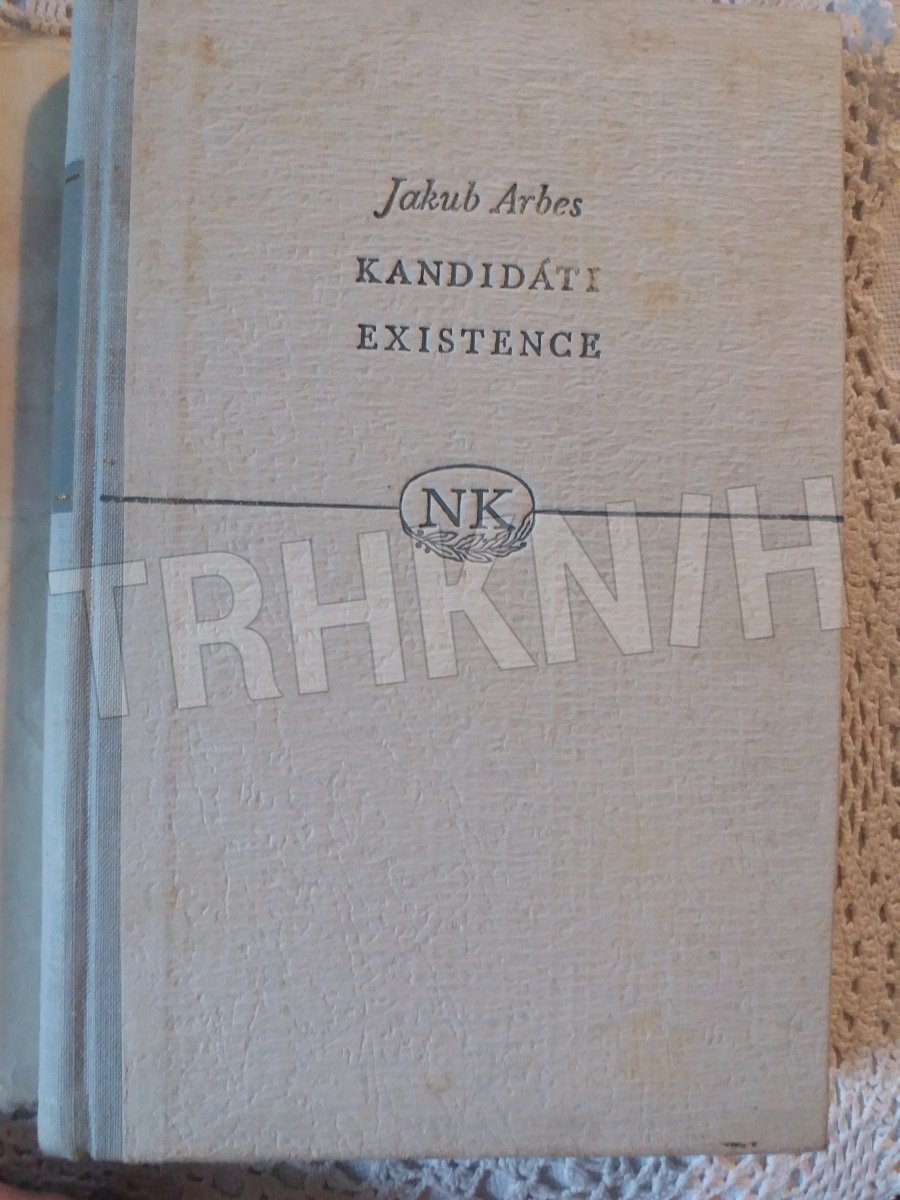 Jakub Arbes
KANDIDÁTI
EXISTENCE
NK
TRHKNIH